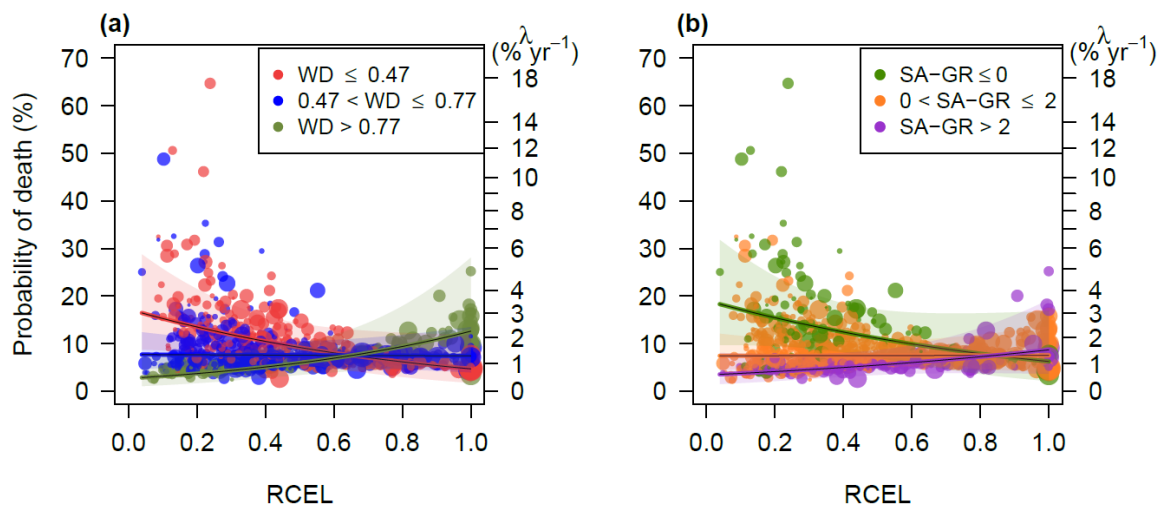 (a)
λ
(% yr⁻¹)
Probability of death (%)
70
60
50
40
30
20
10
0
WD ≤ 0.47
0.47 < WD ≤ 0.77
WD > 0.77
18
14
12
10
8
6
4
3
2
1
0
0.0 0.2 0.4 0.6 0.8 1.0
RCEL
(b)
λ
(% yr⁻¹)
70
60
50
40
30
20
10
0
SA−GR ≤ 0
0 < SA−GR ≤ 2
SA−GR > 2
18
14
12
10
8
6
4
3
2
1
0
0.0 0.2 0.4 0.6 0.8 1.0
RCEL